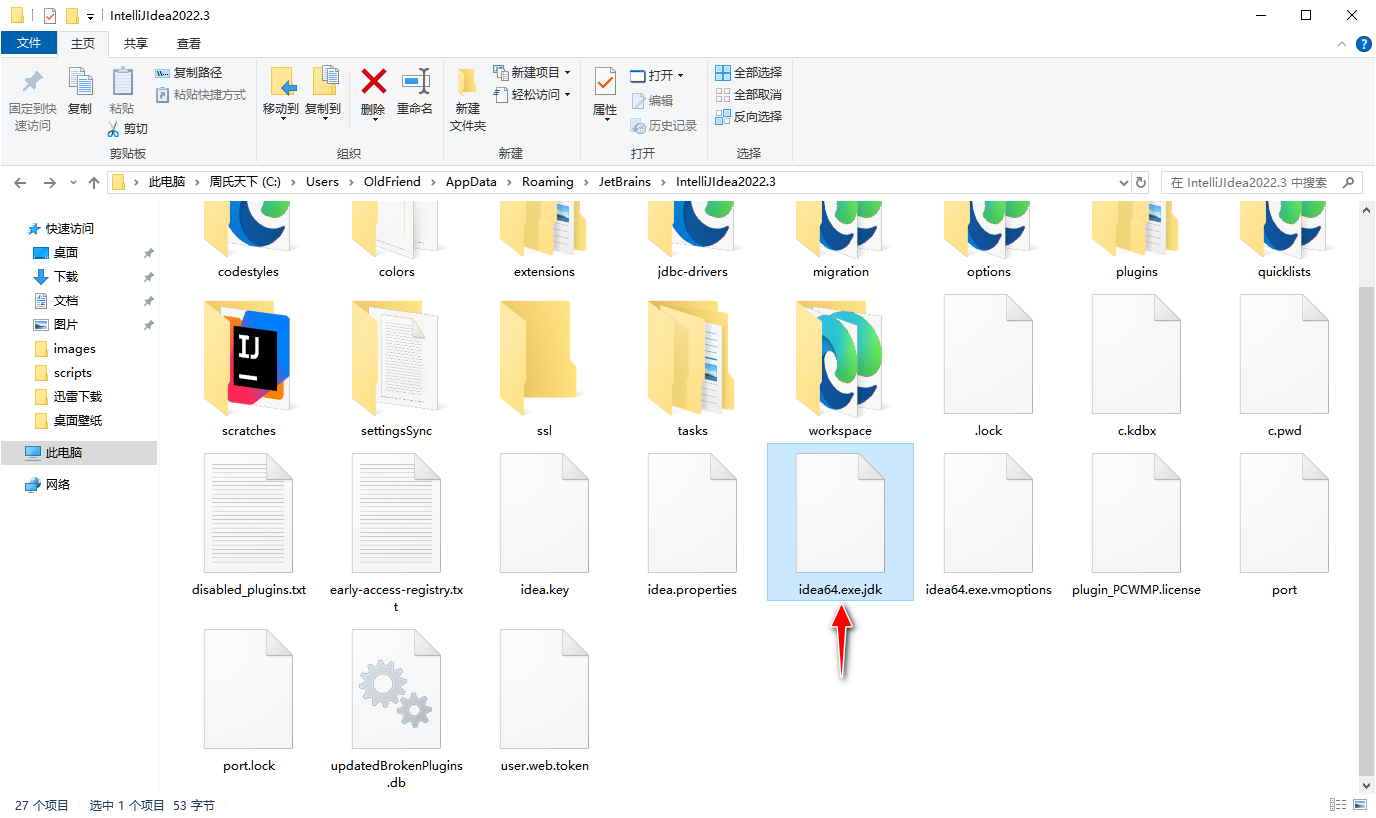 IntelliJIdea2022.3
文件 主页 共享 查看
固定到快速访问
复制
粘贴
复制路径
粘贴快捷方式
剪切
剪贴板
移动到
复制到
删除
重命名
组织
新建文件夹
新建项目
轻松访问
新建
属性
打开
编辑
历史记录
打开
全部选择
全部取消
反向选择
选择
此电脑 周氏天下 (C:) Users OldFriend AppData Roaming JetBrains IntelliJIdea2022.3
在 IntelliJIdea2022.3 中搜索
快速访问
桌面
下载
文档
图片
images
scripts
迅雷下载
桌面壁纸
此电脑
网络
codestyles colors extensions jdbc-drivers migration options plugins quicklists
IJ
scratches settingsSync ssl tasks workspace .lock c.kdbx c.pwd
disabled_plugins.txt early-access-registry.txt idea.key idea.properties idea64.exe.jdk idea64.exe.vmoptions plugin_PCWMP.license port
port.lock updatedBrokenPlugins.db user.web.token
27 个项目 选中 1 个项目 53 字节